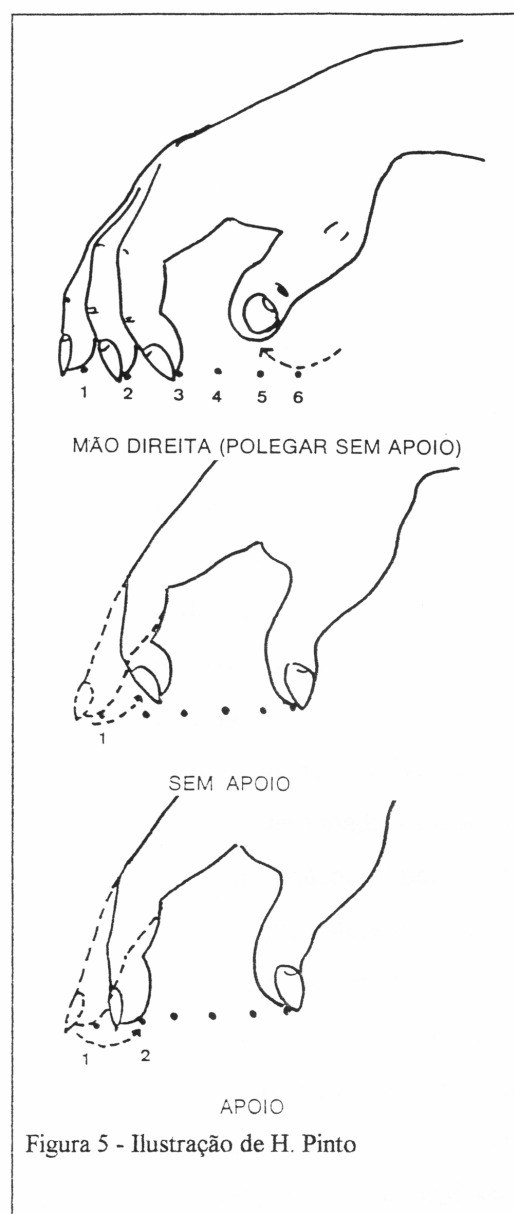 1 2 3 4 5 6
MÃO DIREITA (POLEGAR SEM APOIO)
1
SEM APOIO
1 2
APOIO
Figura 5 - Ilustração de H. Pinto